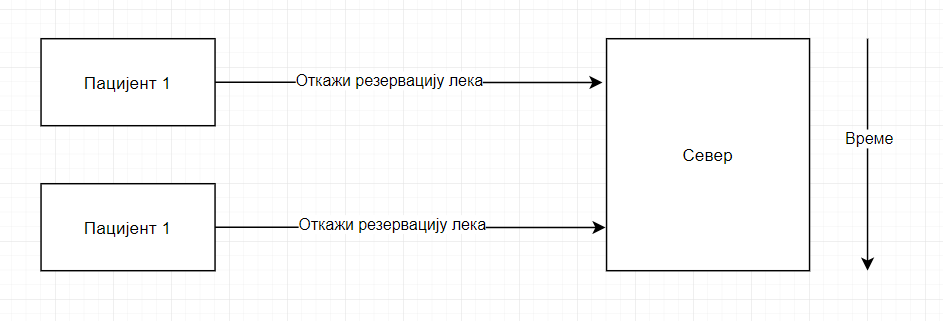 Пацијент 1
Откажи резервацију лека
Север
Време
Пацијент 1
Откажи резервацију лека